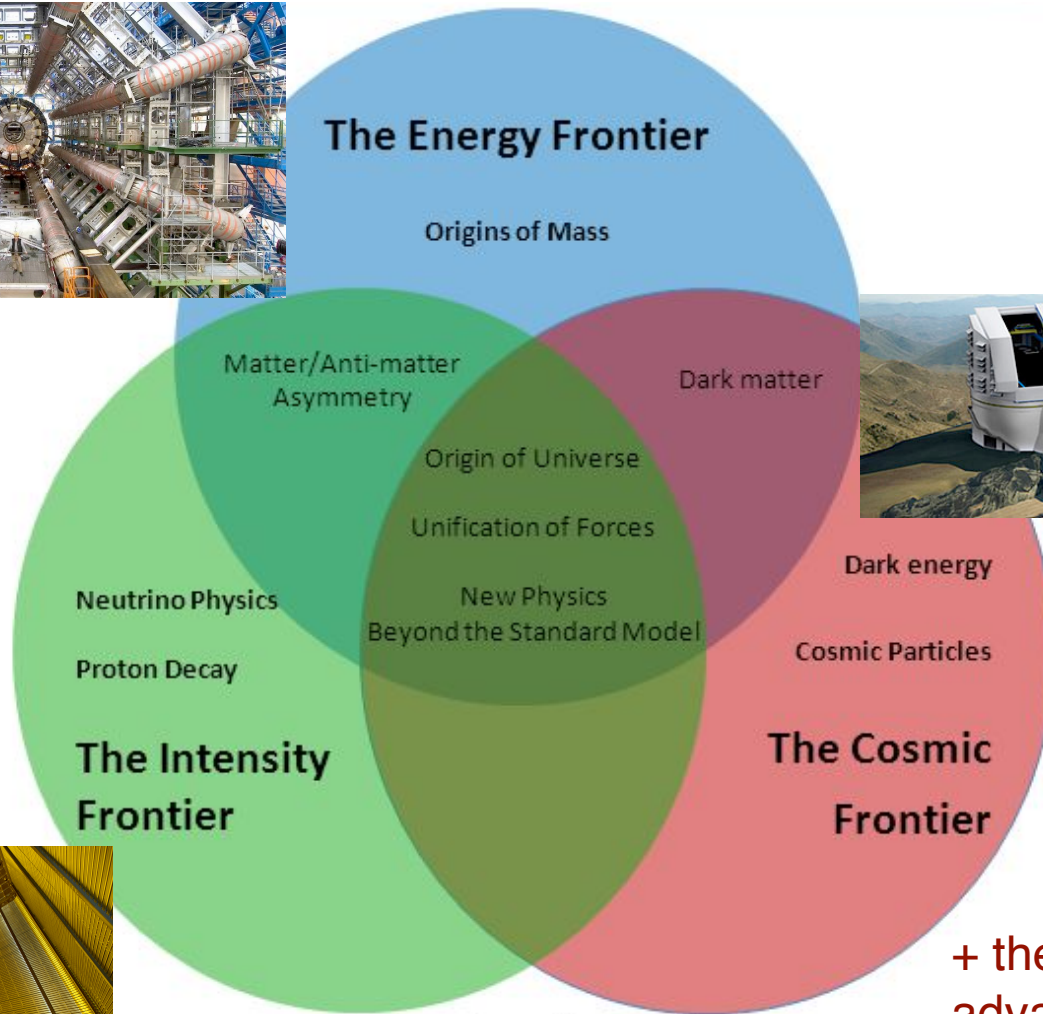 The Energy Frontier
Origins of Mass
Matter/Anti-matter
Asymmetry
Dark matter
Origin of Universe
Unification of Forces
New Physics
Beyond the Standard Model
Neutrino Physics
Proton Decay
The Intensity
Frontier
Dark energy
Cosmic Particles
The Cosmic
Frontier
+